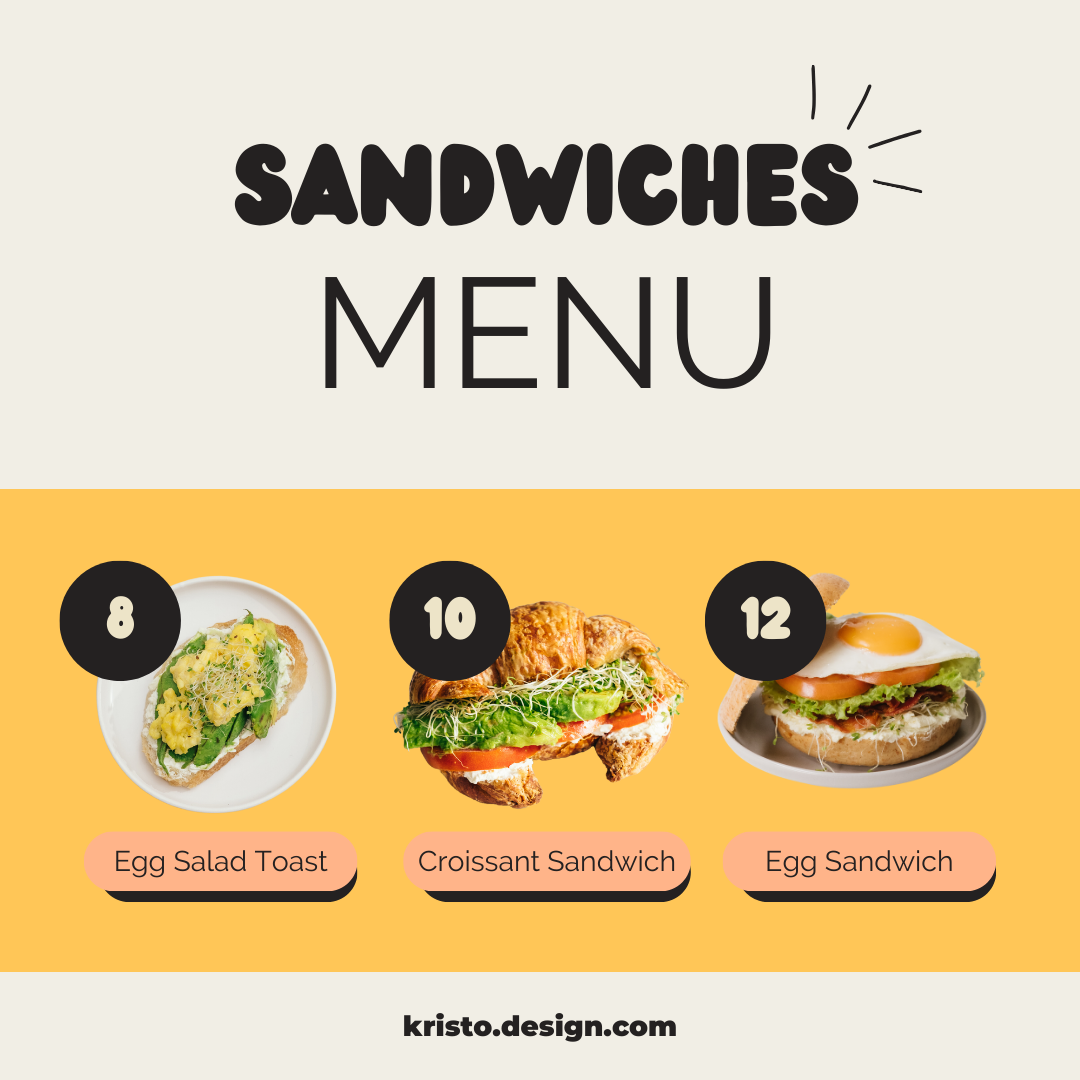 SANDWICHES
MENU
8
10
12
Egg Salad Toast
Croissant Sandwich
Egg Sandwich
kristo.design.com